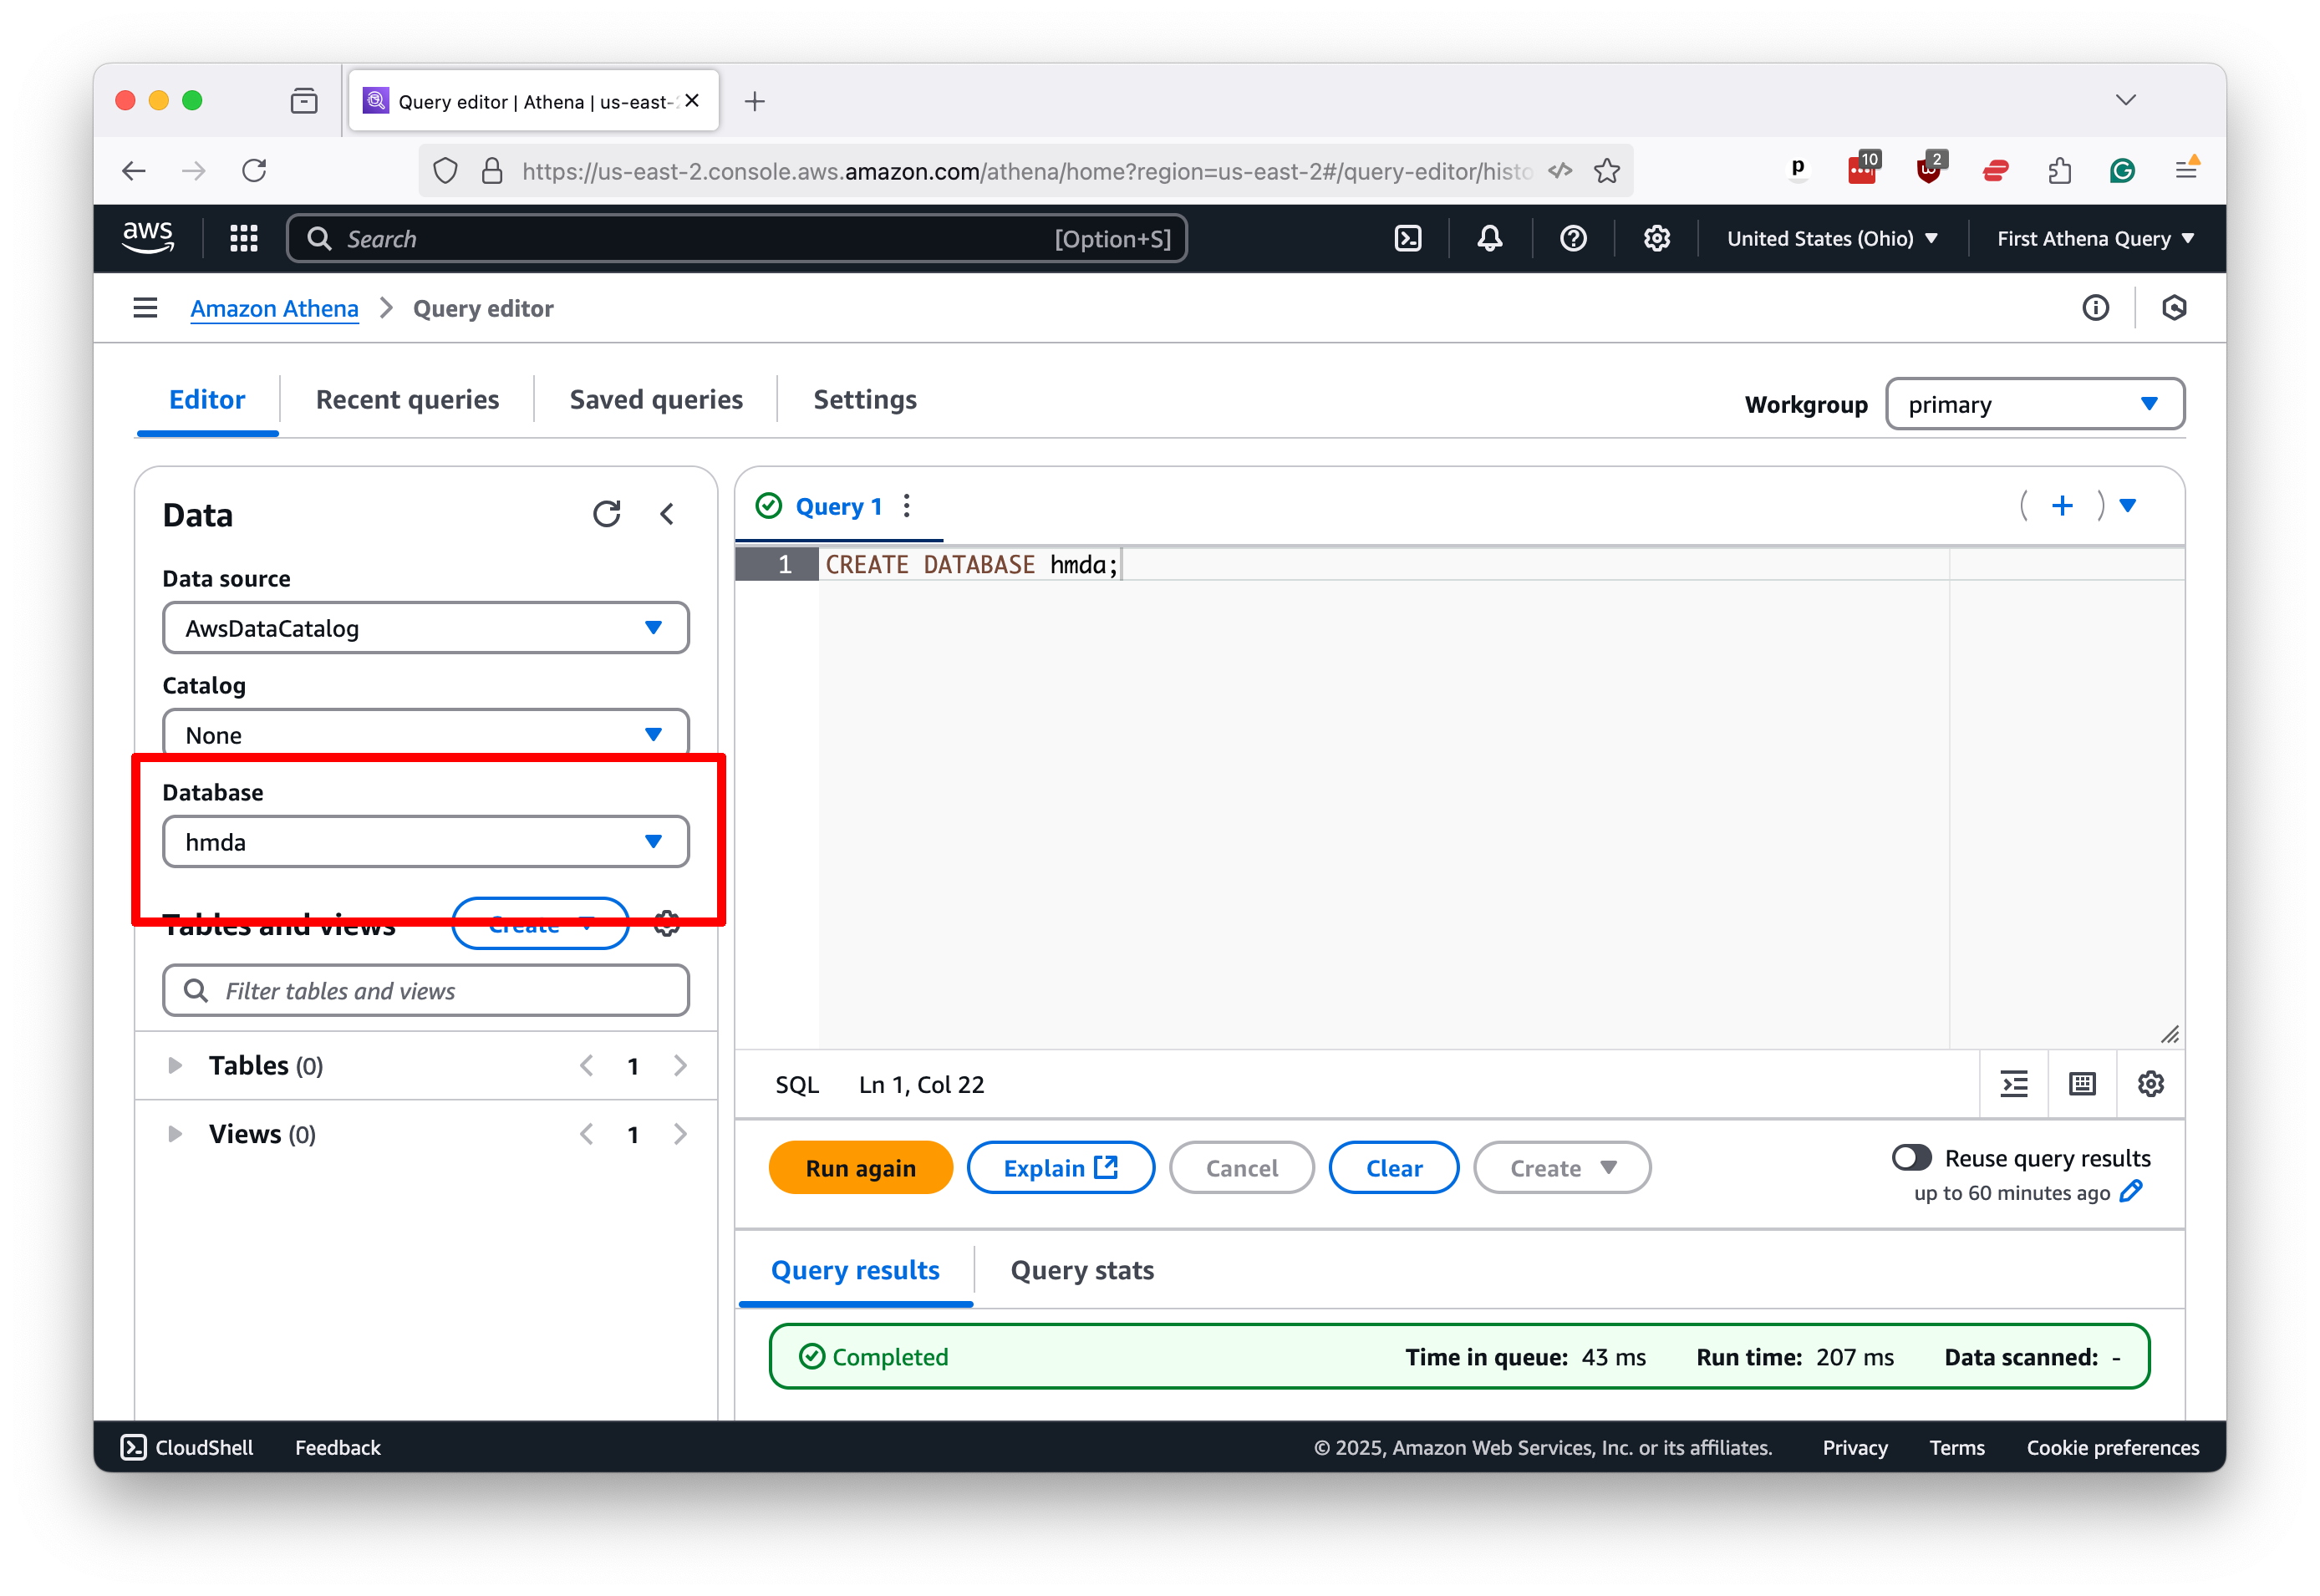 Query editor | Athena | us-east-
https://us-east-2.console.aws.amazon.com/athena/home?region=us-east-2#/query-editor/histo
p
10
2
aws
Search
[Option+S]
United States (Ohio)
First Athena Query
Amazon Athena
Query editor
Editor
Recent queries
Saved queries
Settings
Workgroup
primary
Data
Data source
AwsDataCatalog
Catalog
None
Database
hmda
Tables and views
Create
Filter tables and views
Tables (0)
1
Views (0)
1
Query 1
1
CREATE DATABASE hmda;
SQL
Ln 1, Col 22
Run again
Explain
Cancel
Clear
Create
Reuse query results
up to 60 minutes ago
Query results
Query stats
Completed
Time in queue: 43 ms
Run time: 207 ms
Data scanned: -
CloudShell
Feedback
© 2025, Amazon Web Services, Inc. or its affiliates.
Privacy
Terms
Cookie preferences